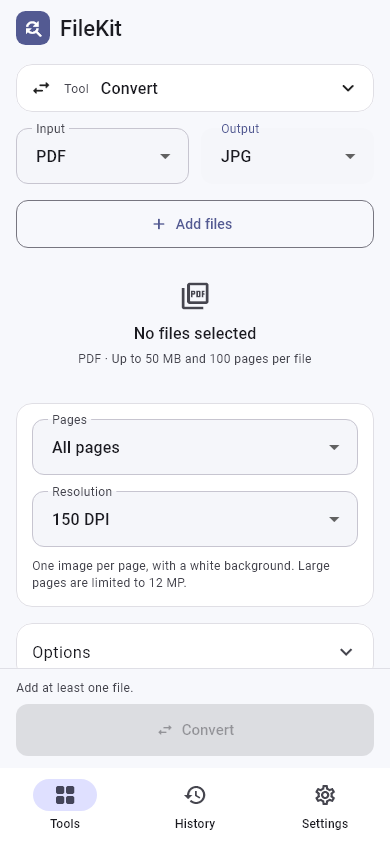 FileKit
Tool Convert
Input
PDF
Output
JPG
Add files
PDF
No files selected
PDF · Up to 50 MB and 100 pages per file
Pages
All pages
Resolution
150 DPI
One image per page, with a white background. Large
pages are limited to 12 MP.
Options
Add at least one file.
Convert
Tools
History
Settings